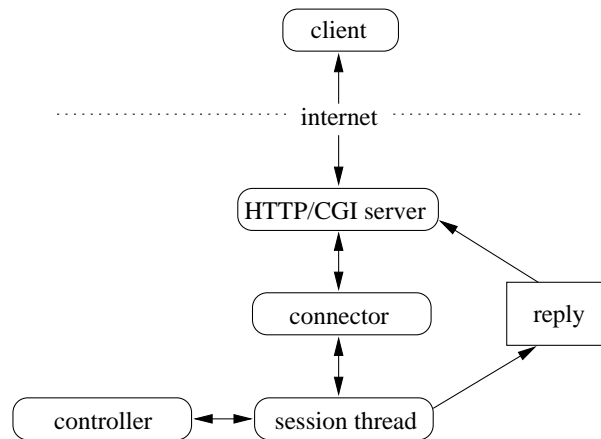 client
internet
HTTP/CGI server
connector
reply
controller
session thread